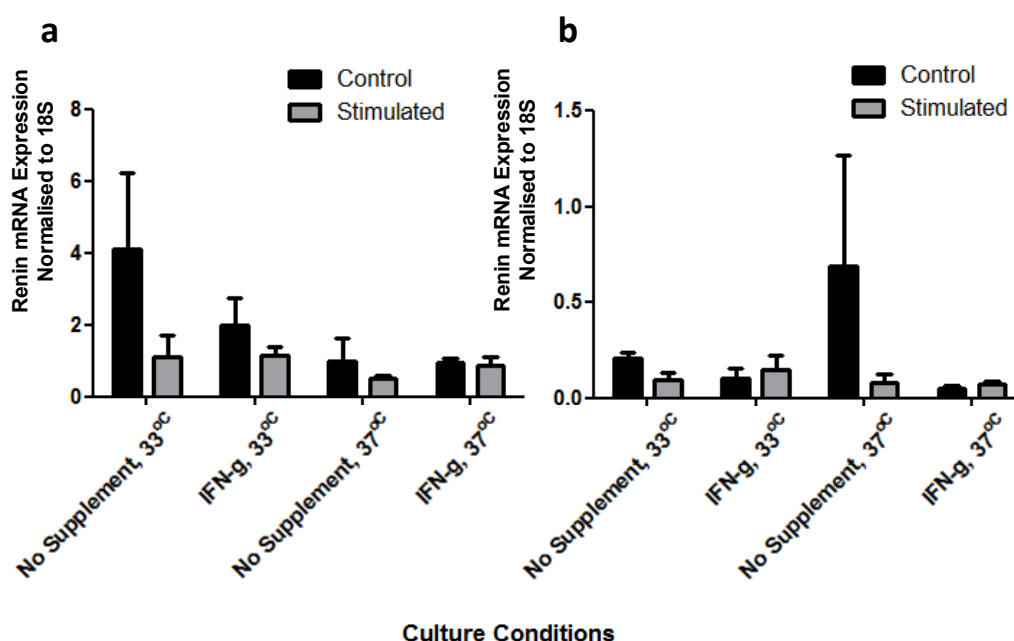 a
Control
Stimulated
Renin mRNA Expression
Normalised to 18S
8
6
4
2
0
No Supplement, 33ºC
IFN-g, 33ºC
No Supplement, 37ºC
IFN-g, 37ºC
b
Control
Stimulated
Renin mRNA Expression
Normalised to 18S
1.5
1.0
0.5
0.0
No Supplement, 33ºC
IFN-g, 33ºC
No Supplement, 37ºC
IFN-g, 37ºC
Culture Conditions